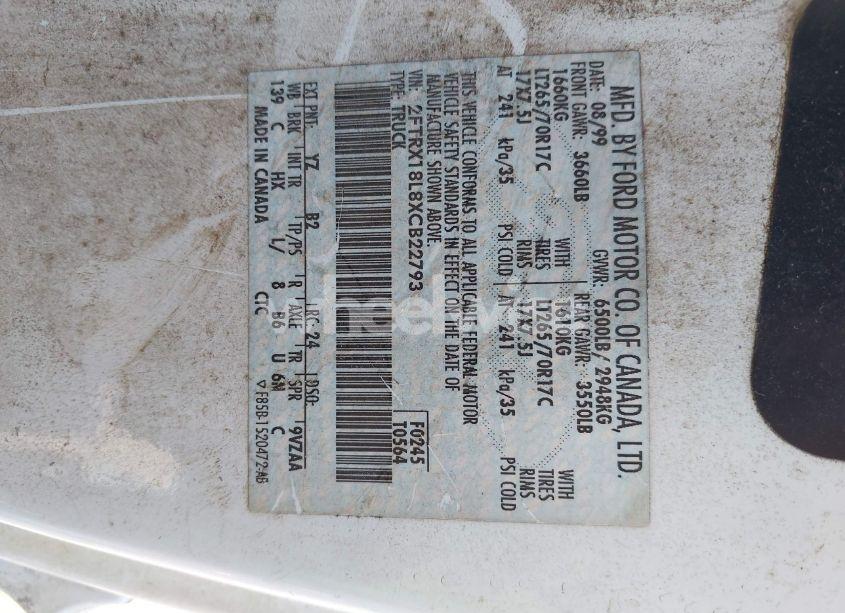 MFD. BY FORD MOTOR CO. OF CANADA, LTD.
DATE: 08/99 GVWR: 6500LB/ 2948KG
FRONT GAWR: 3660LB REAR GAWR: 3550LB
1660KG WITH 1610KG WITH
LT265/70R17C TIRES LT265/70R17C TIRES
17X7.5J RIMS 17X7.5J RIMS
AT 241 kPa/35 PSI COLD AT 241 kPa/35 PSI COLD
THIS VEHICLE CONFORMS TO ALL APPLICABLE FEDERAL MOTOR
VEHICLE SAFETY STANDARDS IN EFFECT ON THE DATE OF
MANUFACTURE SHOWN ABOVE.
VIN: 2FTRX18L8XCB22793 F0245
TYPE: TRUCK T0564
EXT PNT: YZ B2 RC: 24 DSO:
WB BRK INT TR TP/PS R AXLE TR SPR 9VZAA
139 C HX L/ 8 B6 U 6N C
MADE IN CANADA CTC ▽ F85B-1520472-AB